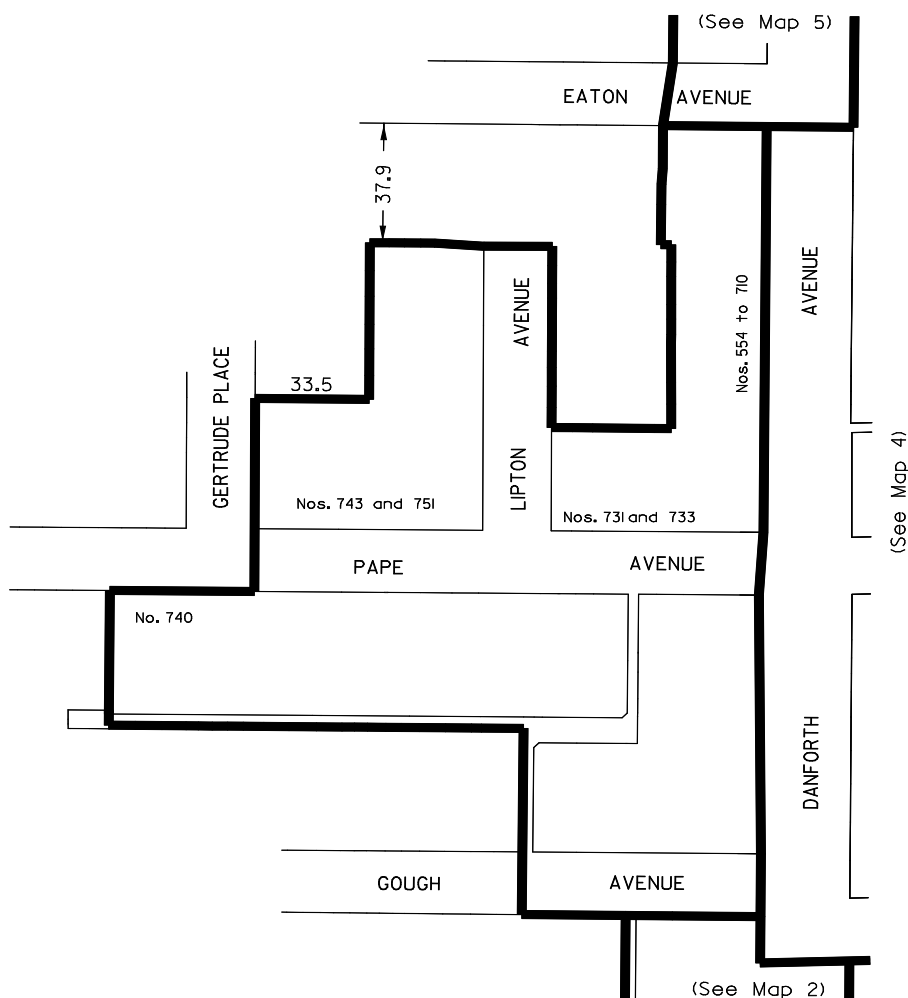 (See Map 5)
EATON AVENUE
37.9
AVENUE
AVENUE
Nos. 554 to 710
GERTRUDE PLACE
33.5
LIPTON
(See Map 4)
Nos. 743 and 751
Nos. 731 and 733
PAPE AVENUE
No. 740
DANFORTH
GOUGH AVENUE
(See Map 2)